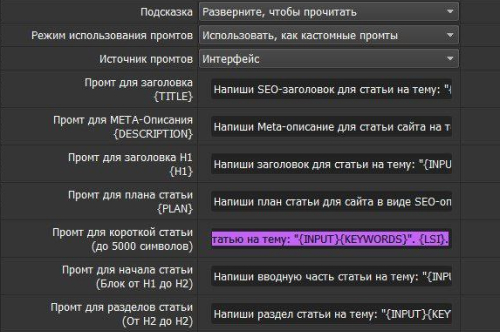 Подсказка Разверните, чтобы прочитать
Режим использования промтов Использовать, как кастомные промты
Источник промтов Интерфейс
Промт для заголовка
{TITLE} Напиши SEO-заголовок для статьи на тему: "{
Промт для META-Описания
{DESCRIPTION} Напиши Meta-описание для статьи сайта на т
Промт для заголовка H1
{H1} Напиши заголовок для статьи на тему: "{INPU
Промт для плана статьи
{PLAN} Напиши план статьи для сайта в виде SEO-оп
Промт для короткой статьи
(до 5000 символов) татью на тему: "{INPUT}{KEYWORDS}". {LSI}.
Промт для начала статьи
(Блок от H1 до H2) Напиши вводную часть статьи на тему: "{INPU
Промт для разделов статьи
(От H2 до H2) Напиши раздел статьи на тему: "{INPUT}{KEY